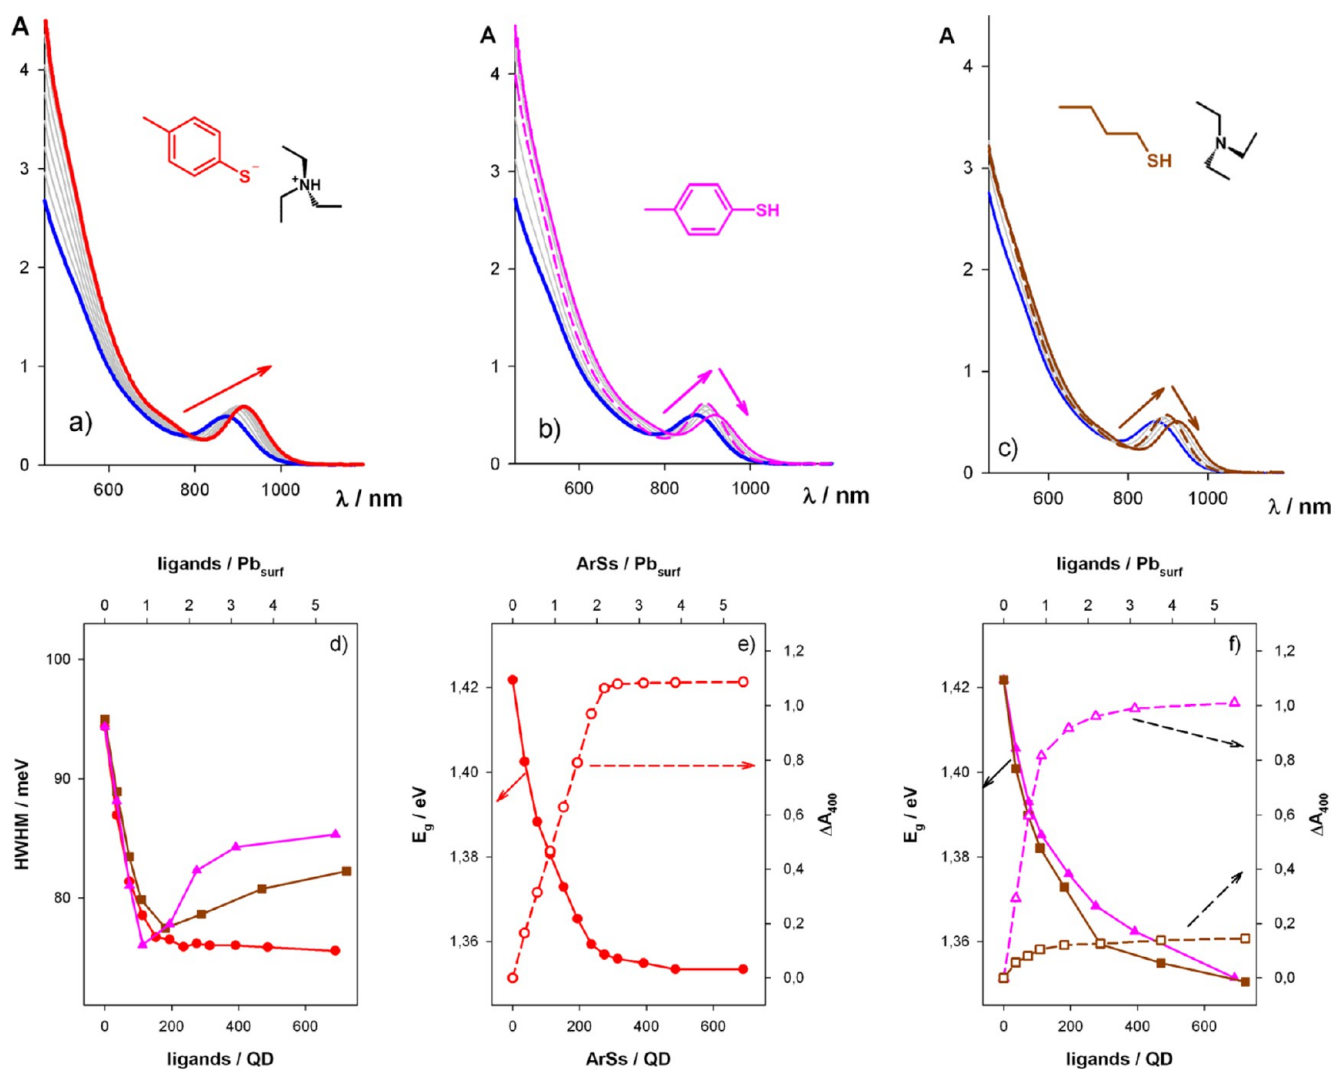 A
4
3
2
1
0
600
800
1000
λ / nm
a)
S⁻
⁺NH
A
4
3
2
1
0
600
800
1000
λ / nm
b)
SH
A
4
3
2
1
0
600
800
1000
λ / nm
c)
SH
N
ligands / Pb_surf
0 1 2 3 4 5
d)
HWHM / meV
100
90
80
0 200 400 600
ligands / QD
ArSs / Pb_surf
0 1 2 3 4 5
e)
E_g / eV
1,42
1,40
1,38
1,36
1,2
1,0
0,8
0,6
0,4
0,2
0,0
ΔA_400
0 200 400 600
ArSs / QD
ligands / Pb_surf
0 1 2 3 4 5
f)
E_g / eV
1,42
1,40
1,38
1,36
1,2
1,0
0,8
0,6
0,4
0,2
0,0
ΔA_400
0 200 400 600
ligands / QD